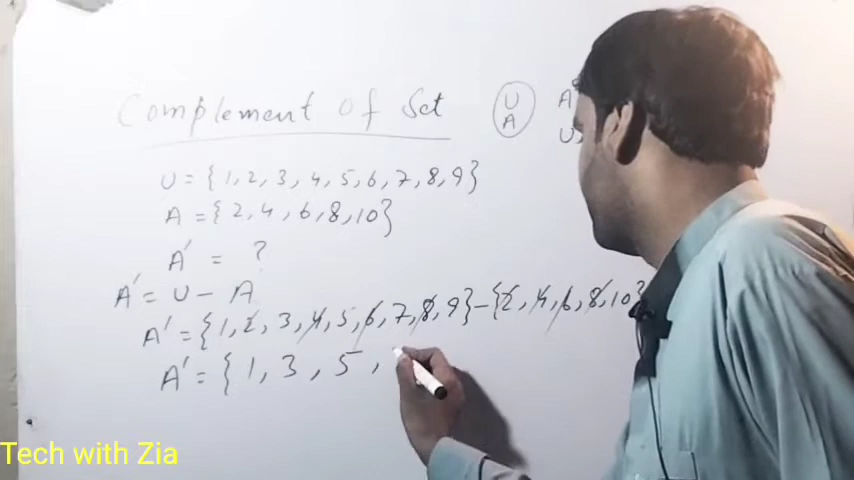 Complement of Set
U
A
A
U
U = {1, 2, 3, 4, 5, 6, 7, 8, 9}
A = {2, 4, 6, 8, 10}
A' = ?
A' = U - A
A' = {1, 2, 3, 4, 5, 6, 7, 8, 9} - {2, 4, 6, 8, 10}
A' = {1, 3, 5,
Tech with Zia